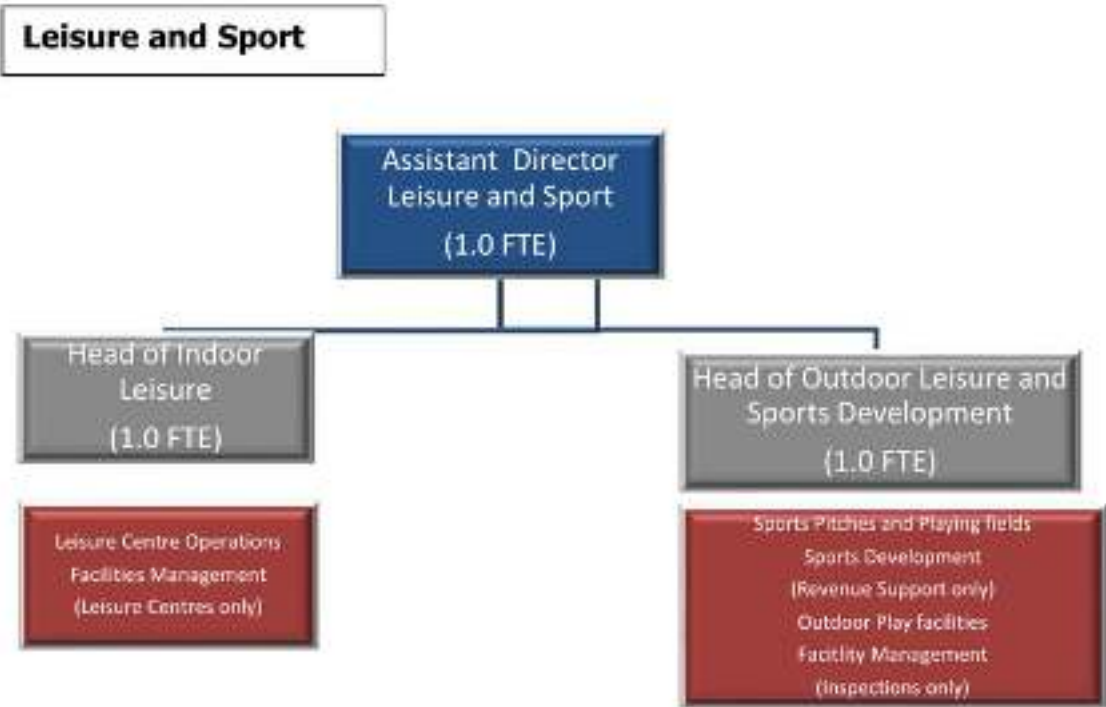 Leisure and Sport
Assistant Director
Leisure and Sport
(1.0 FTE)
Head of Indoor
Leisure
(1.0 FTE)
Head of Outdoor Leisure and
Sports Development
(1.0 FTE)
Leisure Centre Operations
Facilities Management
(Leisure Centres only)
Sports Pitches and Playing fields
Sports Development
(Revenue Support only)
Outdoor Play facilities
Facitlity Management
(Inspections only)